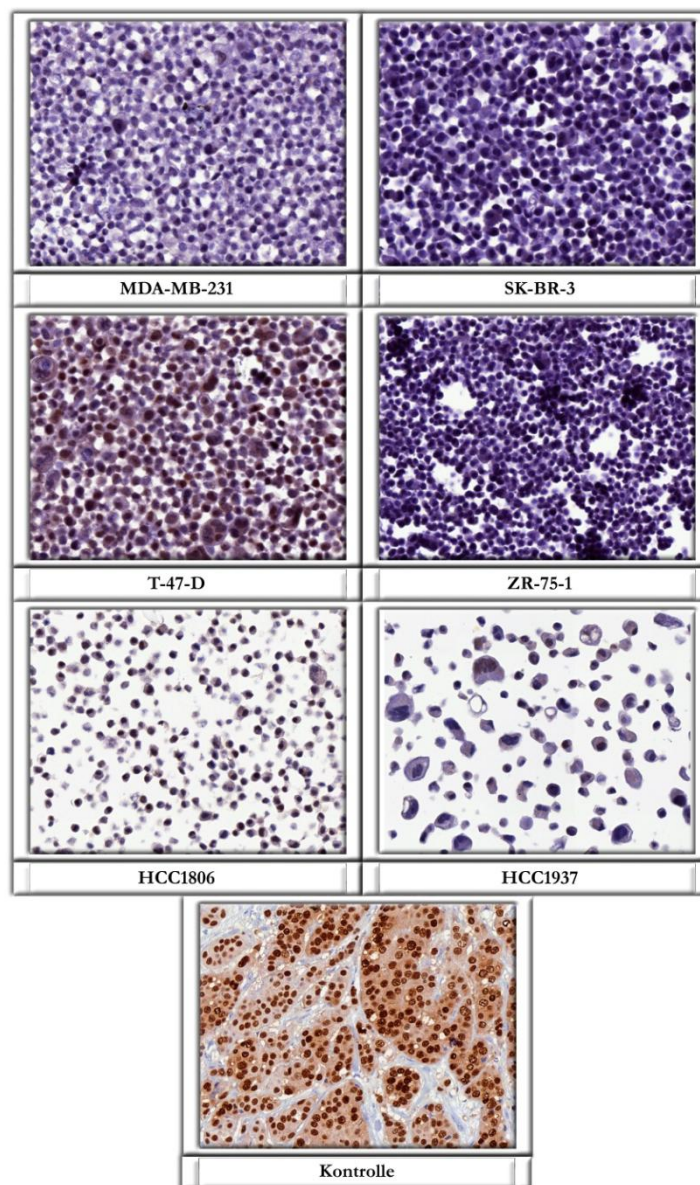 MDA-MB-231
SK-BR-3
T-47-D
ZR-75-1
HCC1806
HCC1937
Kontrolle